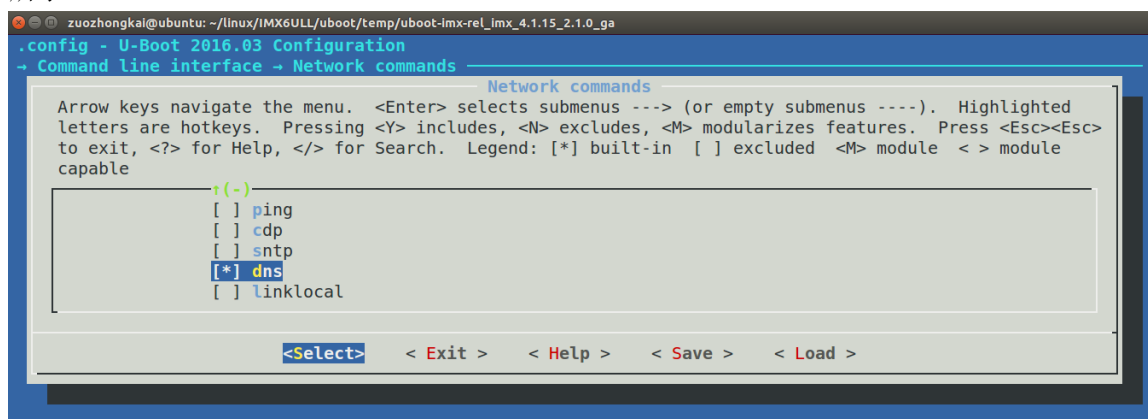 zuozhongkai@ubuntu: ~/linux/IMX6ULL/uboot/temp/uboot-imx-rel_imx_4.1.15_2.1.0_ga
.config - U-Boot 2016.03 Configuration
→ Command line interface → Network commands
Network commands
Arrow keys navigate the menu.  <Enter> selects submenus ---> (or empty submenus ----).  Highlighted
letters are hotkeys.  Pressing <Y> includes, <N> excludes, <M> modularizes features.  Press <Esc><Esc>
to exit, <?> for Help, </> for Search.  Legend: [*] built-in  [ ] excluded  <M> module  < > module
capable
↑(-)
[ ] ping
[ ] cdp
[ ] sntp
[*] dns
[ ] linklocal
<Select>    < Exit >    < Help >    < Save >    < Load >